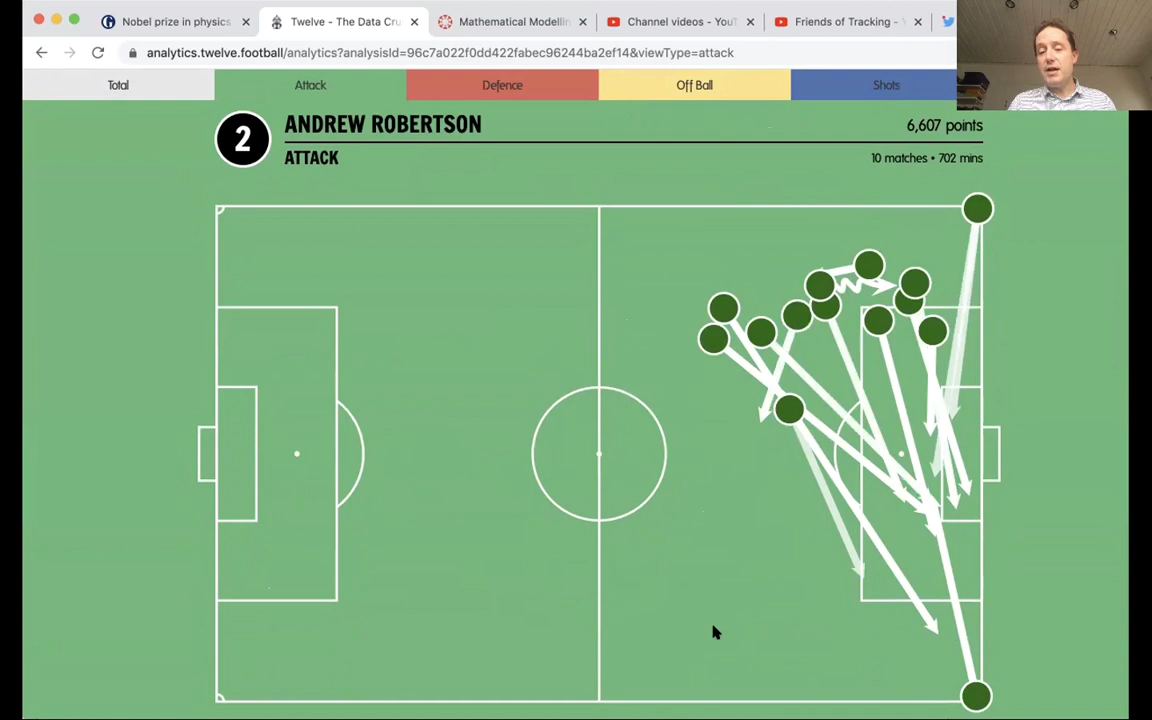 Nobel prize in physics
Twelve - The Data Cru
Mathematical Modellin
Channel videos - YouT
Friends of Tracking - Y
analytics.twelve.football/analytics?analysisId=96c7a022f0dd422fabec96244ba2ef14&viewType=attack
Total
Attack
Defence
Off Ball
Shots
2
ANDREW ROBERTSON
6,607 points
ATTACK
10 matches • 702 mins